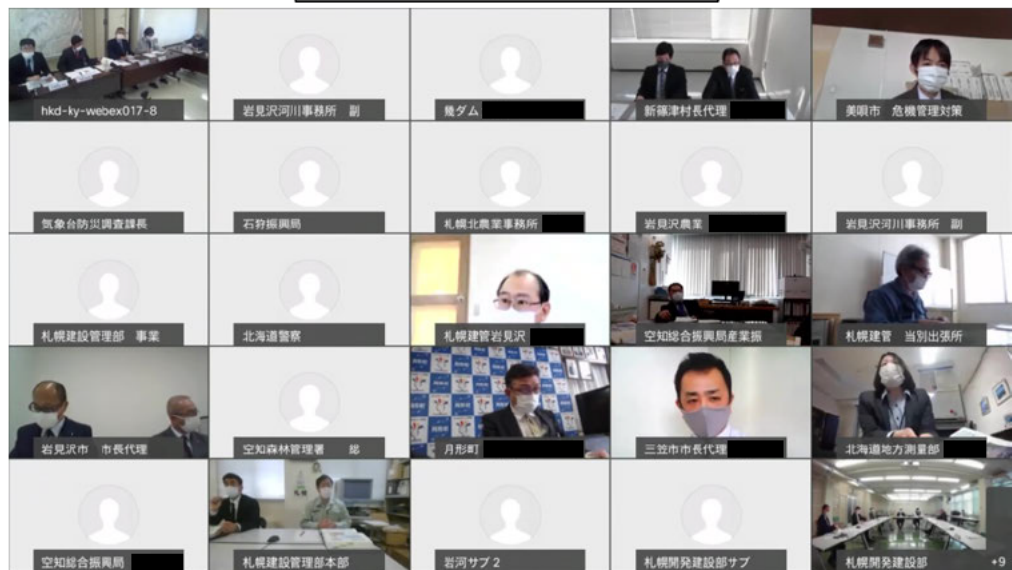 hkd-ky-webex017-8
岩見沢河川事務所 副
幾ダム
新篠津村長代理
美唄市 危機管理対策
気象台防災調査課長
石狩振興局
札幌北農業事務所
岩見沢農業
岩見沢河川事務所 副
札幌建設管理部 事業
北海道警察
札幌建管岩見沢
空知総合振興局産業振
札幌建管 当別出張所
岩見沢市 市長代理
空知森林管理署 総
月形町
三笠市市長代理
北海道地方測量部
空知総合振興局
札幌建設管理部本部
岩河サブ2
札幌開発建設部サブ
札幌開発建設部
+9